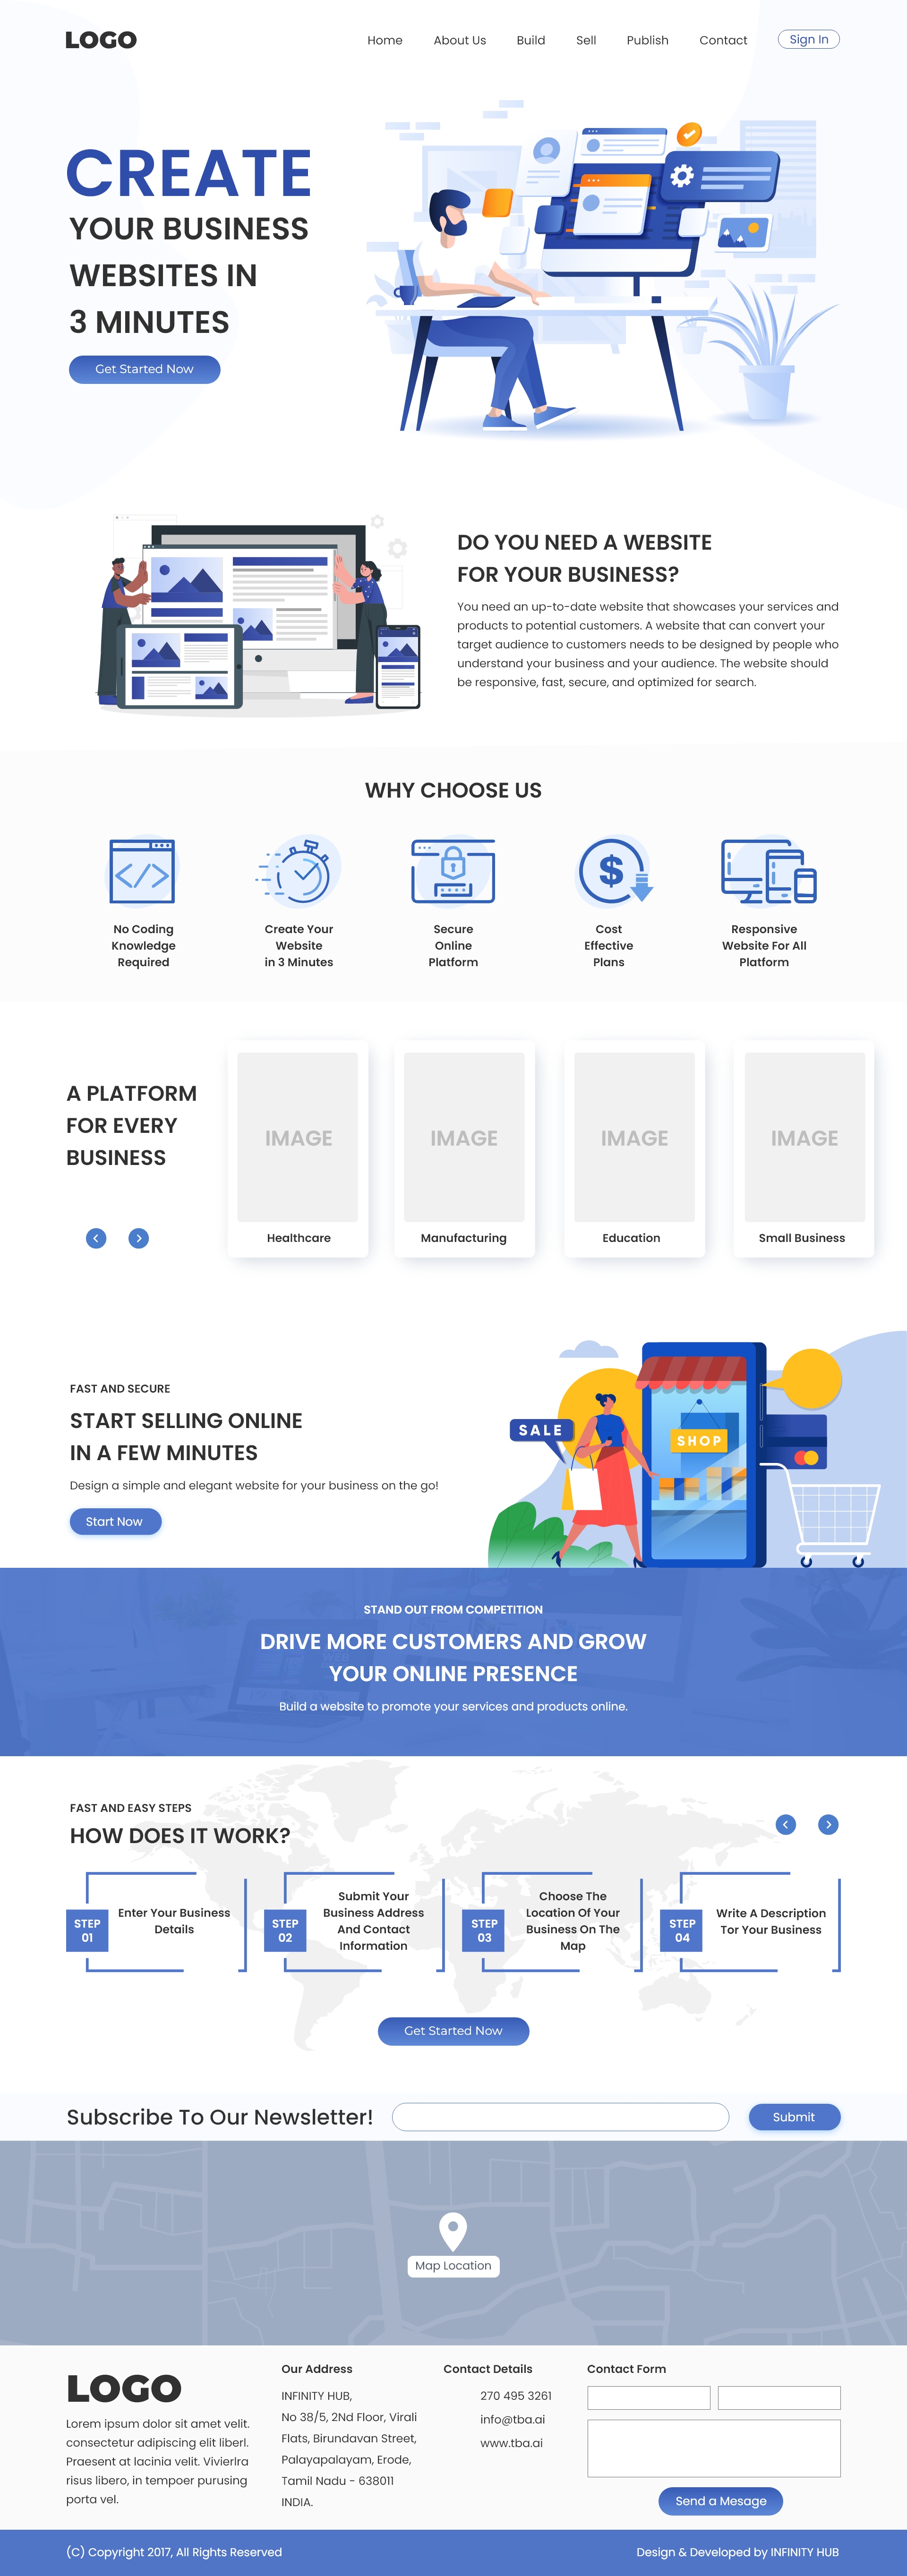 LOGO
Home About Us Build Sell Publish Contact Sign In
CREATE
YOUR BUSINESS
WEBSITES IN
3 MINUTES
Get Started Now
DO YOU NEED A WEBSITE
FOR YOUR BUSINESS?
You need an up-to-date website that showcases your services and
products to potential customers. A website that can convert your
target audience to customers needs to be designed by people who
understand your business and your audience. The website should
be responsive, fast, secure, and optimized for search.
WHY CHOOSE US
No Coding
Knowledge
Required
Create Your
Website
in 3 Minutes
Secure
Online
Platform
Cost
Effective
Plans
Responsive
Website For All
Platform
A PLATFORM
FOR EVERY
BUSINESS
IMAGE
Healthcare
IMAGE
Manufacturing
IMAGE
Education
IMAGE
Small Business
FAST AND SECURE
START SELLING ONLINE
IN A FEW MINUTES
Design a simple and elegant website for your business on the go!
Start Now
SALE
SHOP
STAND OUT FROM COMPETITION
DRIVE MORE CUSTOMERS AND GROW
YOUR ONLINE PRESENCE
Build a website to promote your services and products online.
FAST AND EASY STEPS
HOW DOES IT WORK?
STEP
01
Enter Your Business
Details
STEP
02
Submit Your
Business Address
And Contact
Information
STEP
03
Choose The
Location Of Your
Business On The
Map
STEP
04
Write A Description
Tor Your Business
Get Started Now
Subscribe To Our Newsletter!
Submit
Map Location
LOGO
Lorem ipsum dolor sit amet velit.
consectetur adipiscing elit liberl.
Praesent at lacinia velit. Vivierlra
risus libero, in tempoer purusing
porta vel.
Our Address
INFINITY HUB,
No 38/5, 2Nd Floor, Virali
Flats, Birundavan Street,
Palayapalayam, Erode,
Tamil Nadu - 638011
INDIA.
Contact Details
270 495 3261
info@tba.ai
www.tba.ai
Contact Form
Send a Mesage
(C) Copyright 2017, All Rights Reserved
Design & Developed by INFINITY HUB